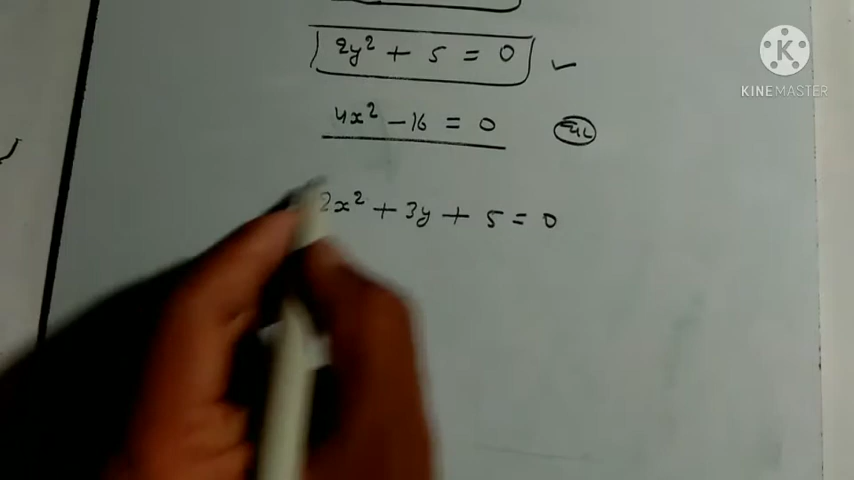 2y² + 5 = 0
4x² - 16 = 0
2x² + 3y + 5 = 0
KINEMASTER